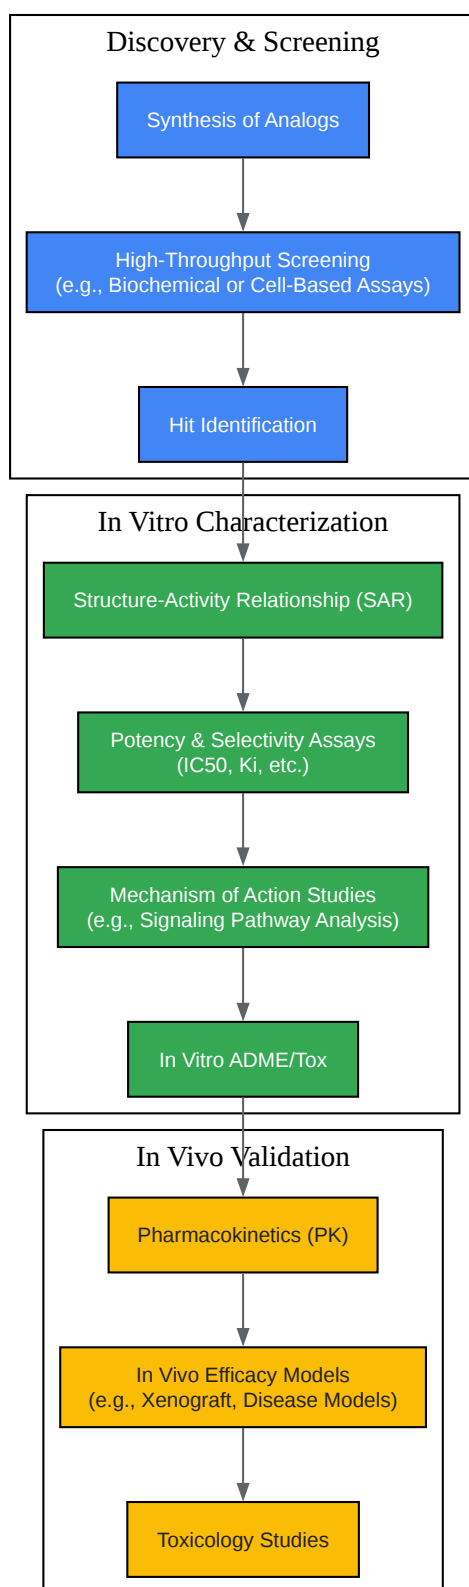 Discovery & Screening
Synthesis of Analogs
High-Throughput Screening
(e.g., Biochemical or Cell-Based Assays)
Hit Identification
In Vitro Characterization
Structure-Activity Relationship (SAR)
Potency & Selectivity Assays
(IC50, Ki, etc.)
Mechanism of Action Studies
(e.g., Signaling Pathway Analysis)
In Vitro ADME/Tox
In Vivo Validation
Pharmacokinetics (PK)
In Vivo Efficacy Models
(e.g., Xenograft, Disease Models)
Toxicology Studies